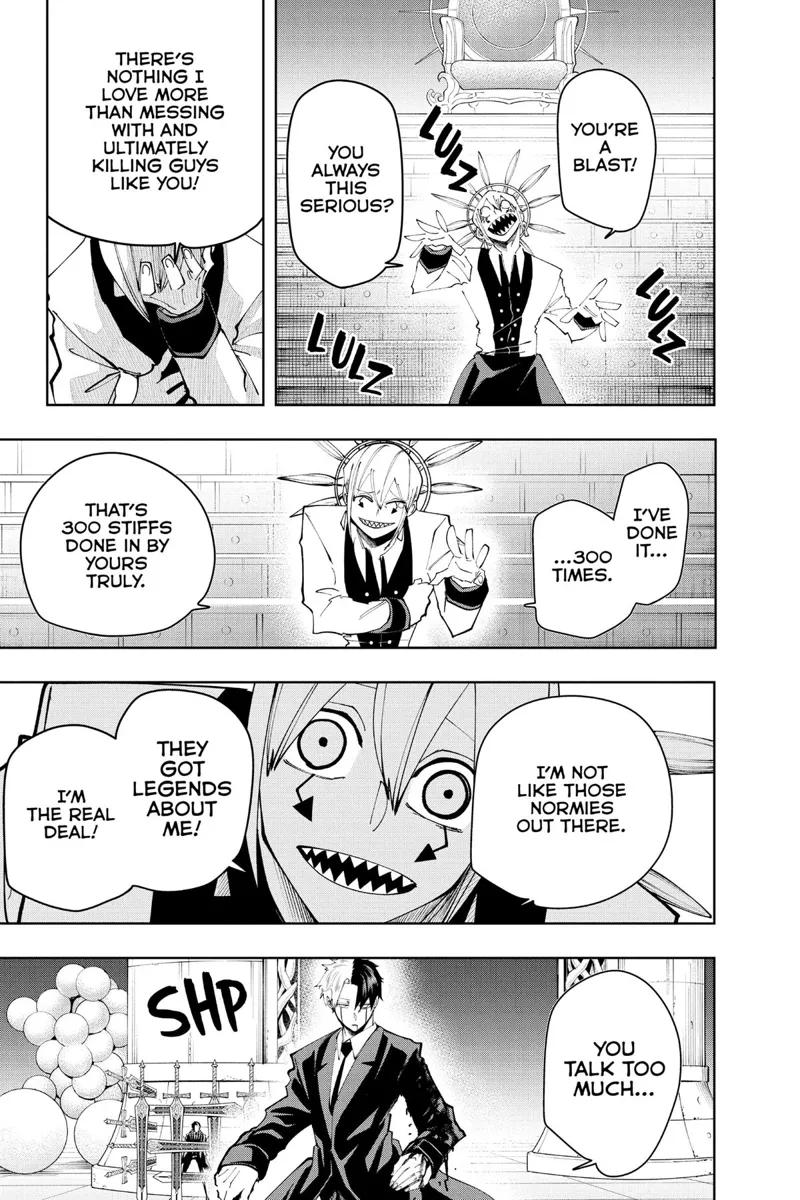 YOU'RE
A
BLAST!
YOU
ALWAYS
THIS
SERIOUS?
LULZ
LULZ
LULZ
THERE'S
NOTHING I
LOVE MORE
THAN MESSING
WITH AND
ULTIMATELY
KILLING GUYS
LIKE YOU!
I'VE
DONE
IT...
...300
TIMES.
THAT'S
300 STIFFS
DONE IN BY
YOURS
TRULY.
I'M NOT
LIKE THOSE
NORMIES
OUT THERE.
THEY
GOT
LEGENDS
ABOUT
ME!
I'M
THE REAL
DEAL!
YOU
TALK TOO
MUCH...
SHP